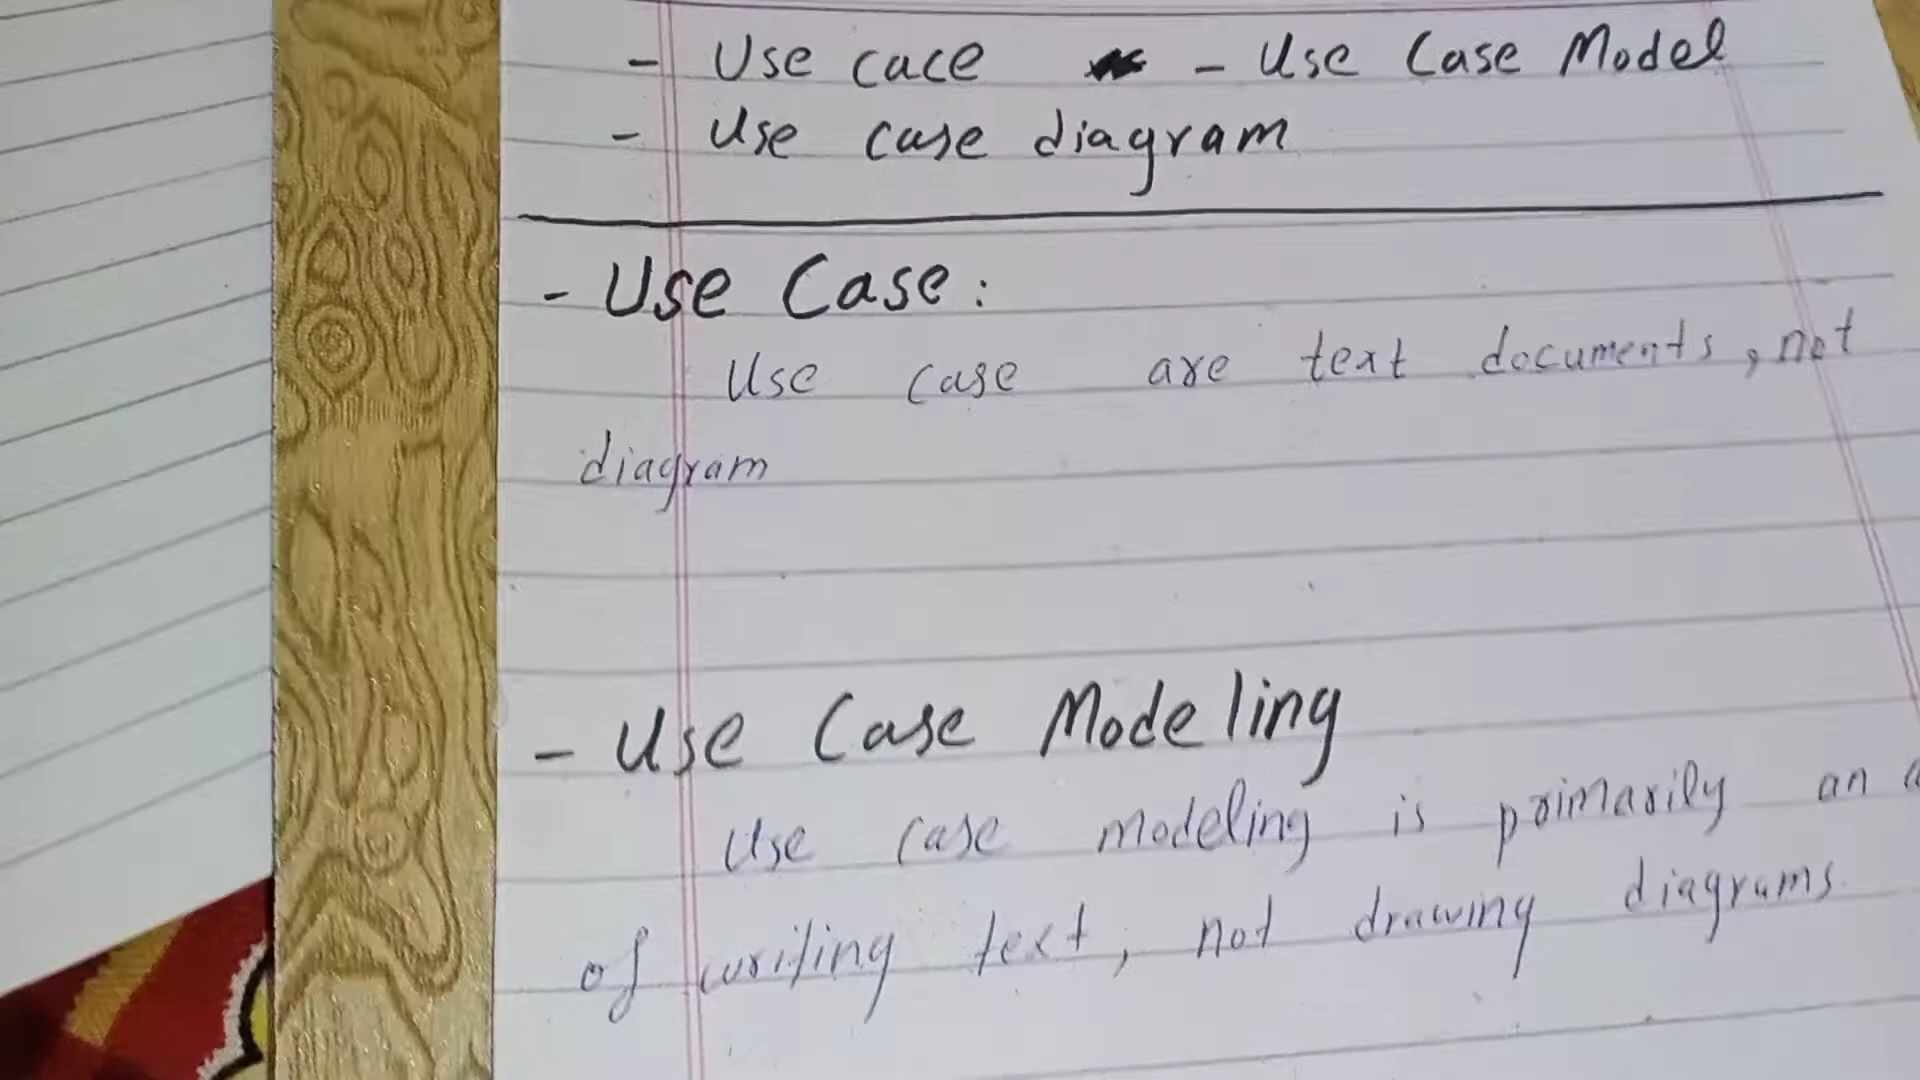 - Use cace - Use Case Model
- Use case diagram
- Use Case:
Use case are text documents, not
diagram
- Use Case Modeling
Use case modeling is primarily an
of writing text, not drawing diagrams.